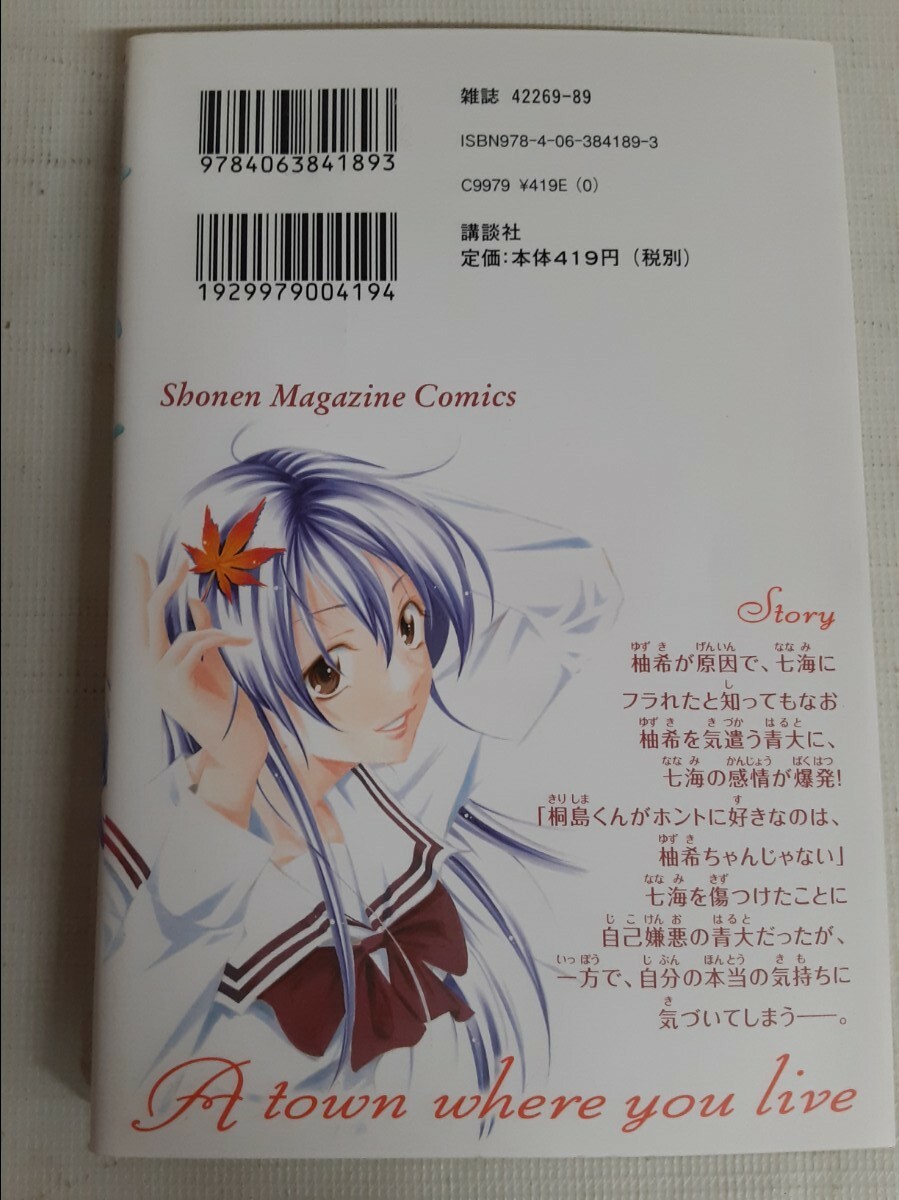 9784063841893
1929979004194
雑誌 42269-89
ISBN978-4-06-384189-3
C9979 ¥419E (0)
講談社
定価：本体419円（税別）
Shonen Magazine Comics
Story
柚希が原因で、七海に
フラれたと知ってもなお
柚希を気遣う青大に、
七海の感情が爆発!
「桐島くんがホントに好きなのは、
柚希ちゃんじゃない」
七海を傷つけたことに
自己嫌悪の青大だったが、
一方で、自分の本当の気持ちに
気づいてしまう――。
A town where you live